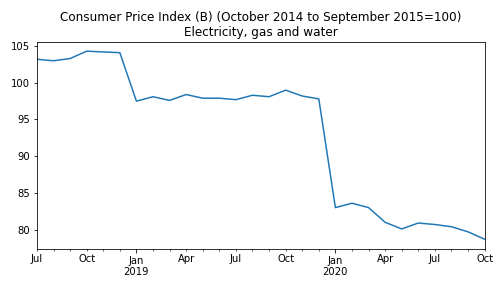 Consumer Price Index (B) (October 2014 to September 2015=100)
Electricity, gas and water
105
100
95
90
85
80
Jul Oct Jan Apr Jul Oct Jan Apr Jul Oct
2019 2020